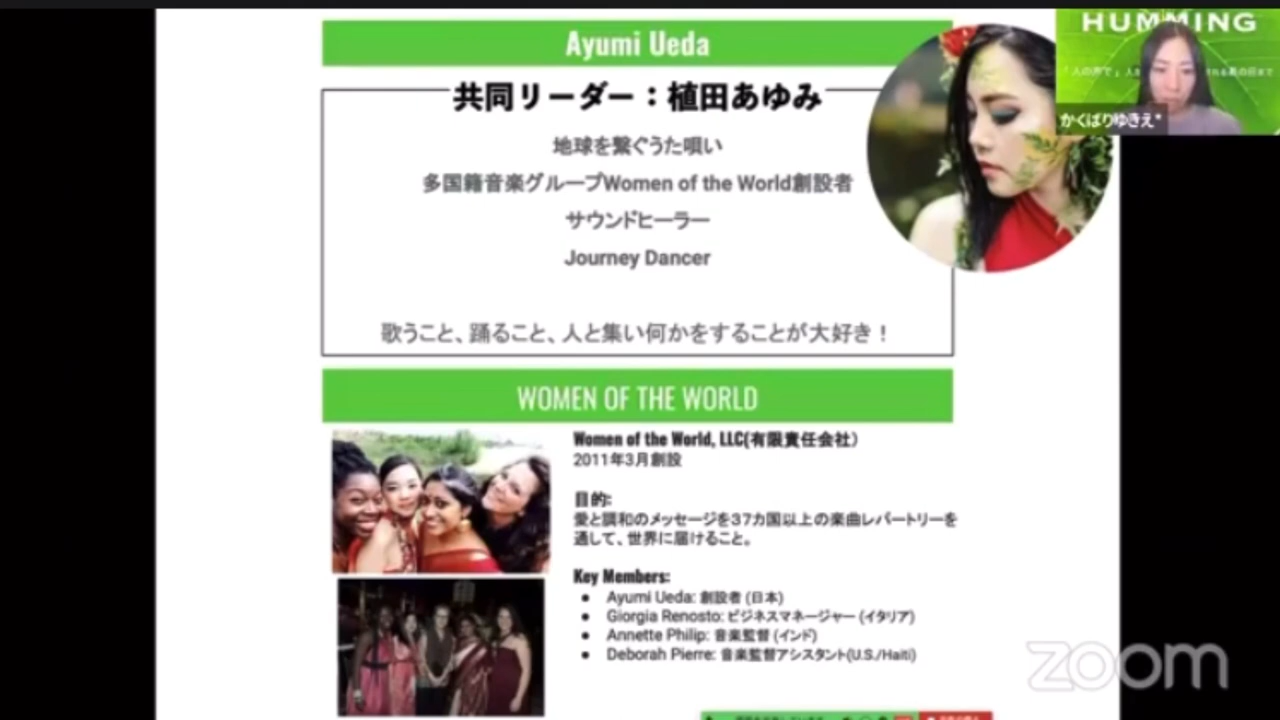 Ayumi Ueda
共同リーダー：植田あゆみ
地球を繋ぐうた唄い
多国籍音楽グループWomen of the World創設者
サウンドヒーラー
Journey Dancer
歌うこと、踊ること、人と集い何かをすることが大好き！
HUMMING
かくばりゆきえ*
WOMEN OF THE WORLD
Women of the World, LLC(有限責任会社）
2011年3月創設
目的:
愛と調和のメッセージを37カ国以上の楽曲レパートリーを
通して、世界に届けること。
Key Members:
● Ayumi Ueda: 創設者 (日本)
● Giorgia Renosto: ビジネスマネージャー (イタリア)
● Annette Philip: 音楽監督 (インド)
● Deborah Pierre: 音楽監督アシスタント(U.S./Haiti)
zoom